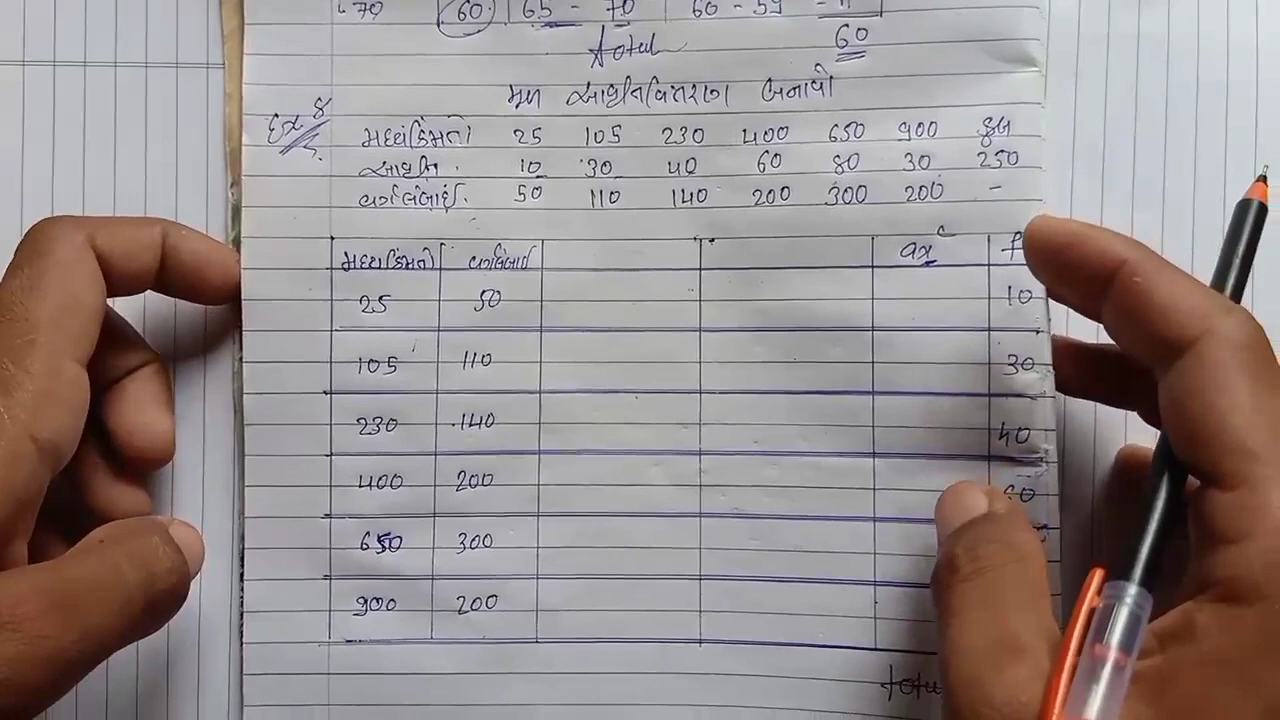 70 60 65 - 70 60 - 59
total 60
મૂળ આવૃત્તિવિતરણ બનાવો
Ex 8 મધ્યકિંમતો 25 105 230 400 650 900 કુલ
આવૃત્તિ. 10 30 40 60 80 30 250
વર્ગલંબાઈ. 50 110 140 200 300 200 -
મધ્યકિંમતો વર્ગલંબાઈ વર્ગ f
25 50 10
105 110 30
230 140 40
400 200 60
650 300
900 200
total